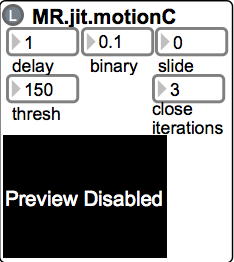 L MR.jit.motionC
1 0.1 0
delay binary slide
150 3
thresh close
iterations
Preview Disabled